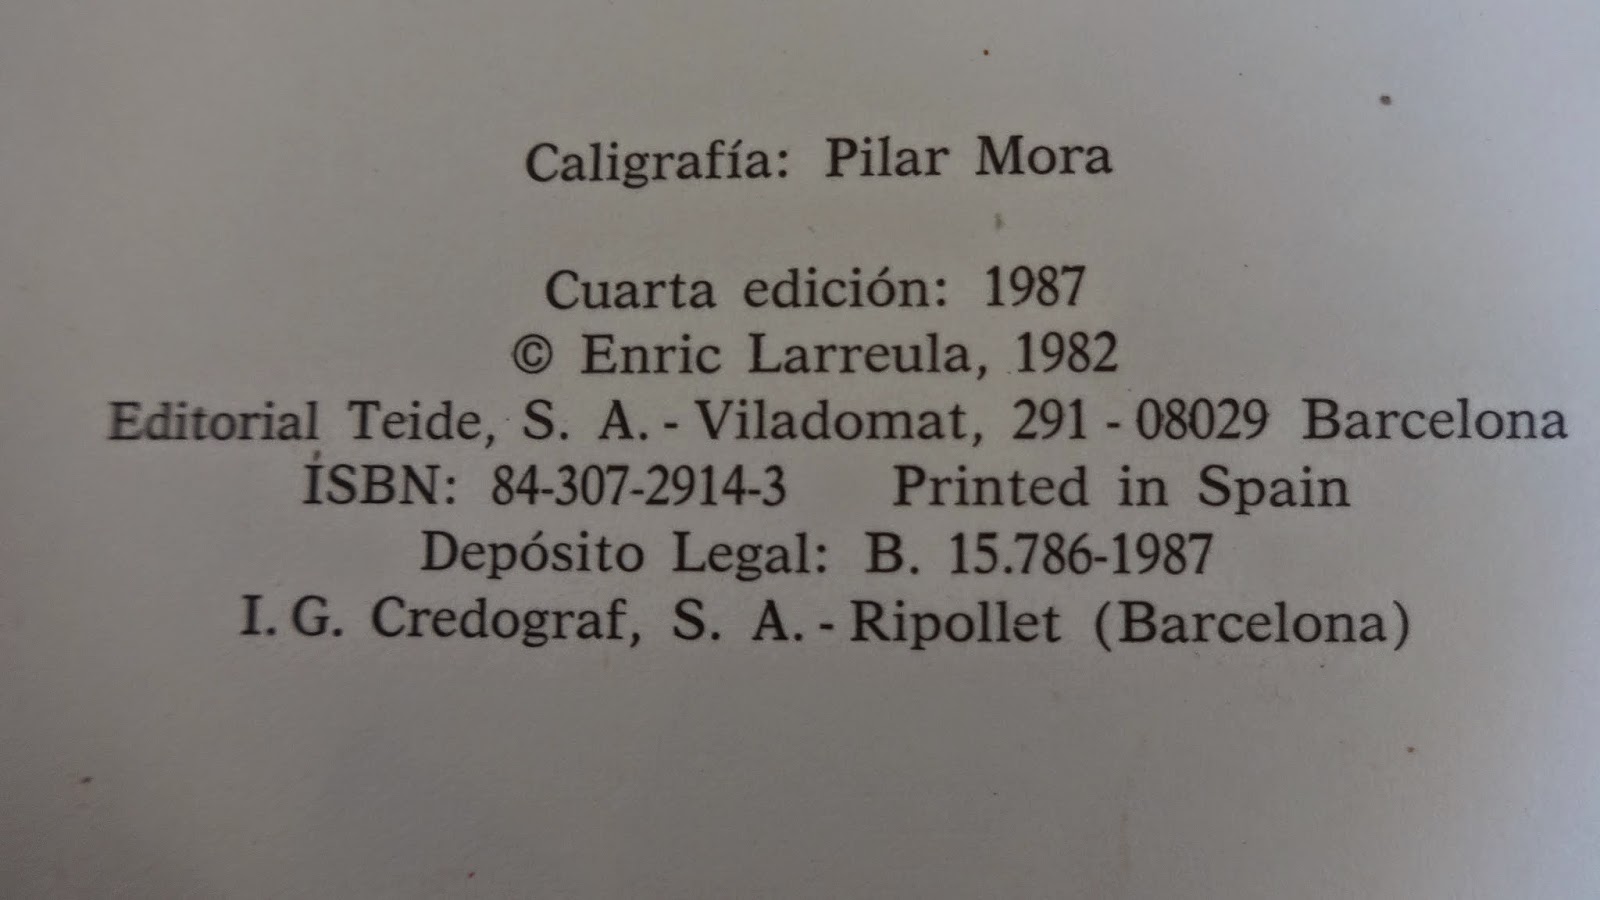 Caligrafía: Pilar Mora
Cuarta edición: 1987
© Enric Larreula, 1982
Editorial Teide, S. A. - Viladomat, 291 - 08029 Barcelona
ISBN: 84-307-2914-3 Printed in Spain
Depósito Legal: B. 15.786-1987
I. G. Credograf, S. A. - Ripollet (Barcelona)